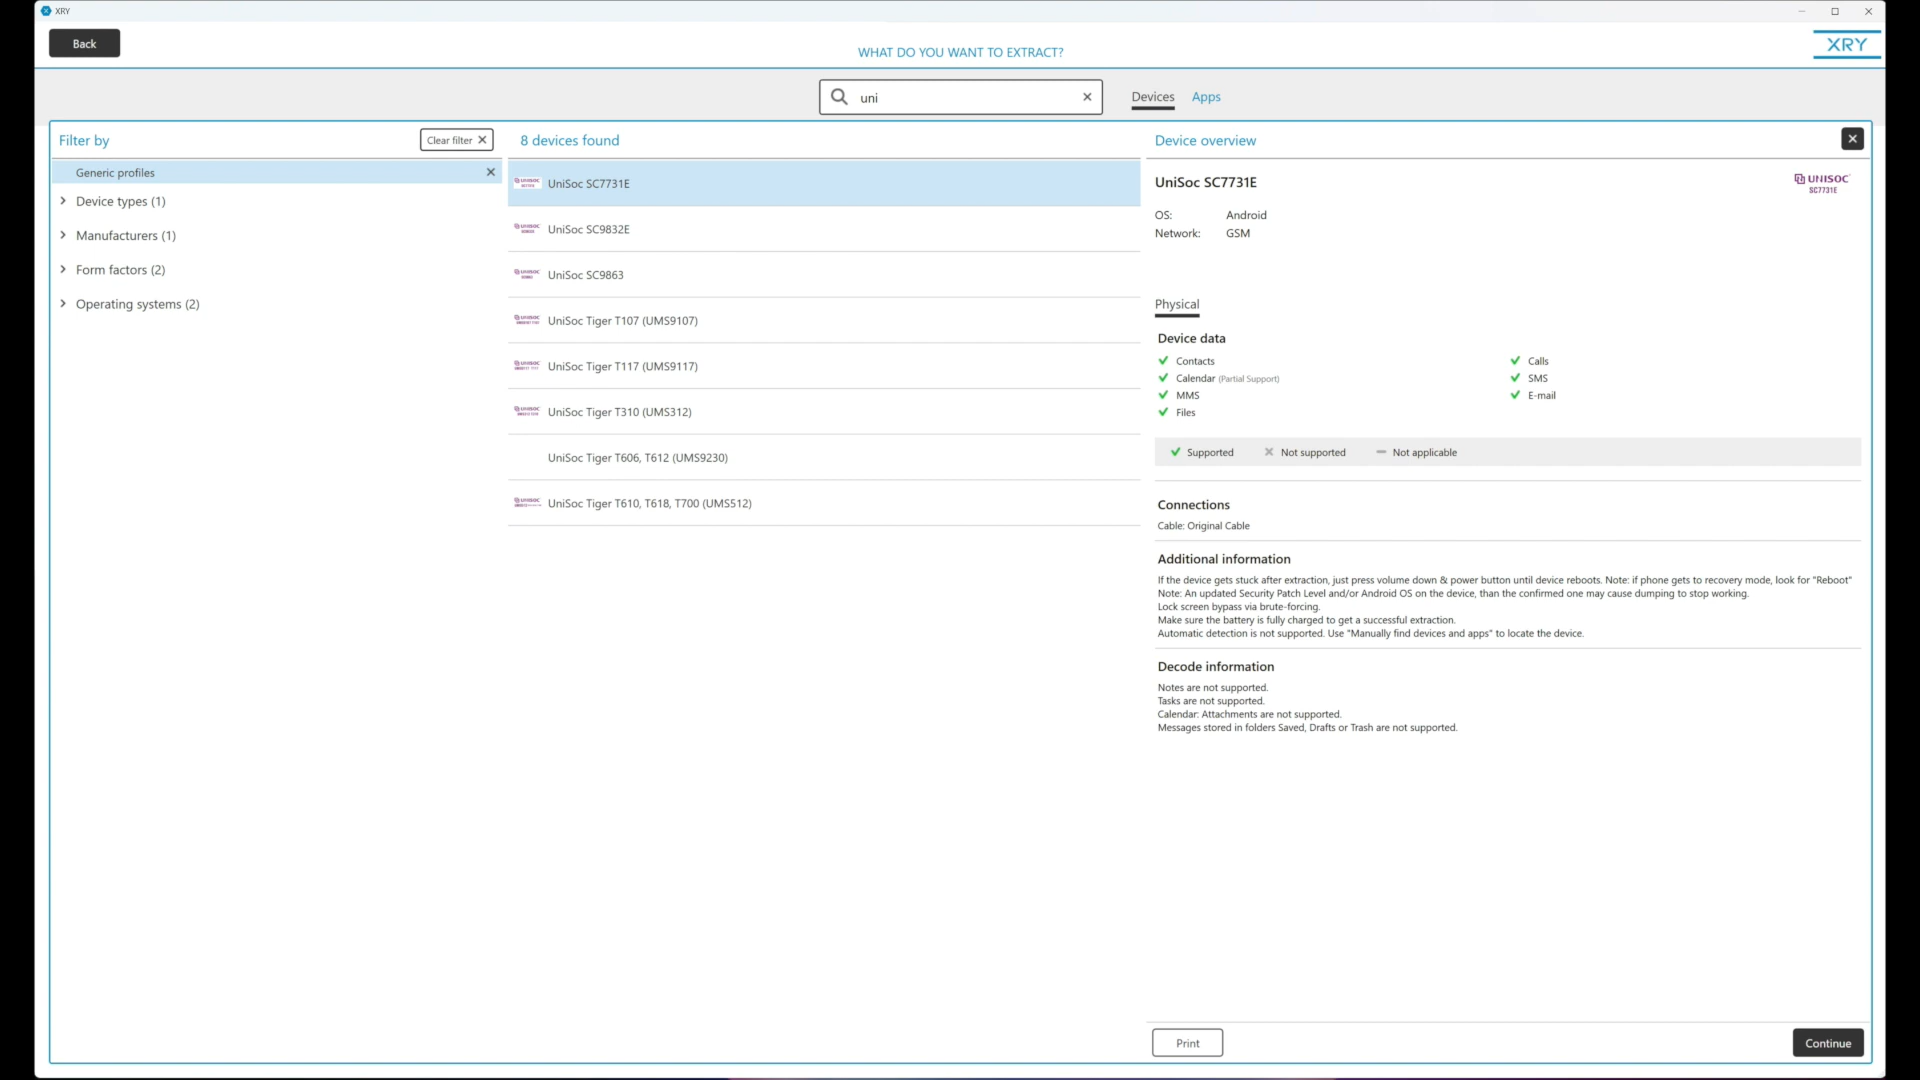 XRY
Back
WHAT DO YOU WANT TO EXTRACT?
XRY
uni
Devices
Apps
Filter by
Clear filter
Generic profiles
Device types (1)
Manufacturers (1)
Form factors (2)
Operating systems (2)
8 devices found
UniSoc SC7731E
UniSoc SC9832E
UniSoc SC9863
UniSoc Tiger T107 (UMS9107)
UniSoc Tiger T117 (UMS9117)
UniSoc Tiger T310 (UMS312)
UniSoc Tiger T606, T612 (UMS9230)
UniSoc Tiger T610, T618, T700 (UMS512)
Device overview
UniSoc SC7731E
UNISOC
SC7731E
OS: Android
Network: GSM
Physical
Device data
Contacts
Calendar (Partial Support)
MMS
Files
Calls
SMS
E-mail
Supported
Not supported
Not applicable
Connections
Cable: Original Cable
Additional information
If the device gets stuck after extraction, just press volume down & power button until device reboots. Note: if phone gets to recovery mode, look for "Reboot"
Note: An updated Security Patch Level and/or Android OS on the device, than the confirmed one may cause dumping to stop working.
Lock screen bypass via brute-forcing.
Make sure the battery is fully charged to get a successful extraction.
Automatic detection is not supported. Use "Manually find devices and apps" to locate the device.
Decode information
Notes are not supported.
Tasks are not supported.
Calendar: Attachments are not supported.
Messages stored in folders Saved, Drafts or Trash are not supported.
Print
Continue